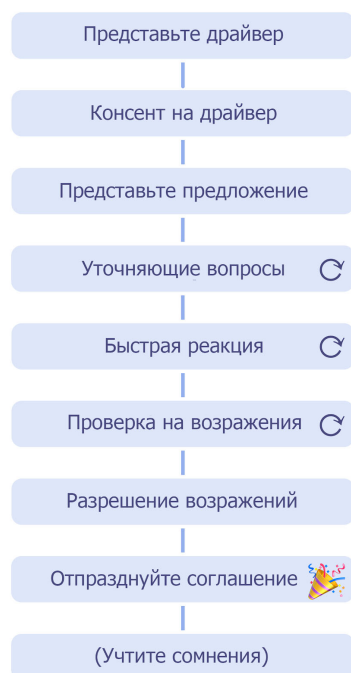 Представьте драйвер
Консент на драйвер
Представьте предложение
Уточняющие вопросы
Быстрая реакция
Проверка на возражения
Разрешение возражений
Отпразднуйте соглашение
(Учтите сомнения)